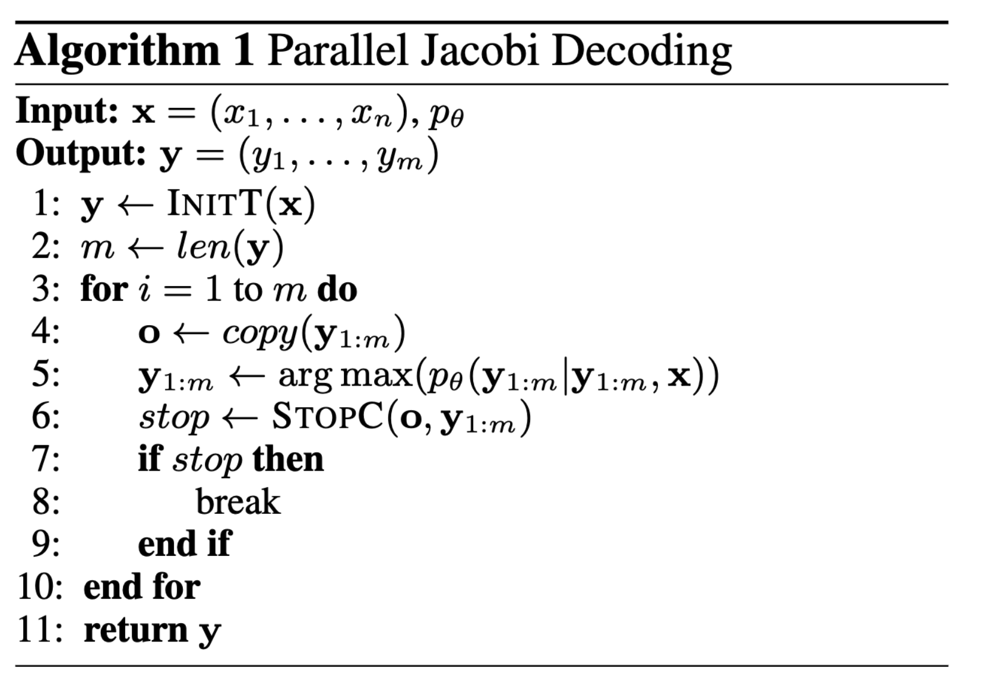 Algorithm 1 Parallel Jacobi Decoding
Input: x = (x₁, . . . , xₙ), p_θ
Output: y = (y₁, . . . , yₘ)
1: y ← INITT(x)
2: m ← len(y)
3: for i = 1 to m do
4: o ← copy(y₁:ₘ)
5: y₁:ₘ ← arg max(p_θ(y₁:ₘ|y₁:ₘ, x))
6: stop ← STOPC(o, y₁:ₘ)
7: if stop then
8: break
9: end if
10: end for
11: return y